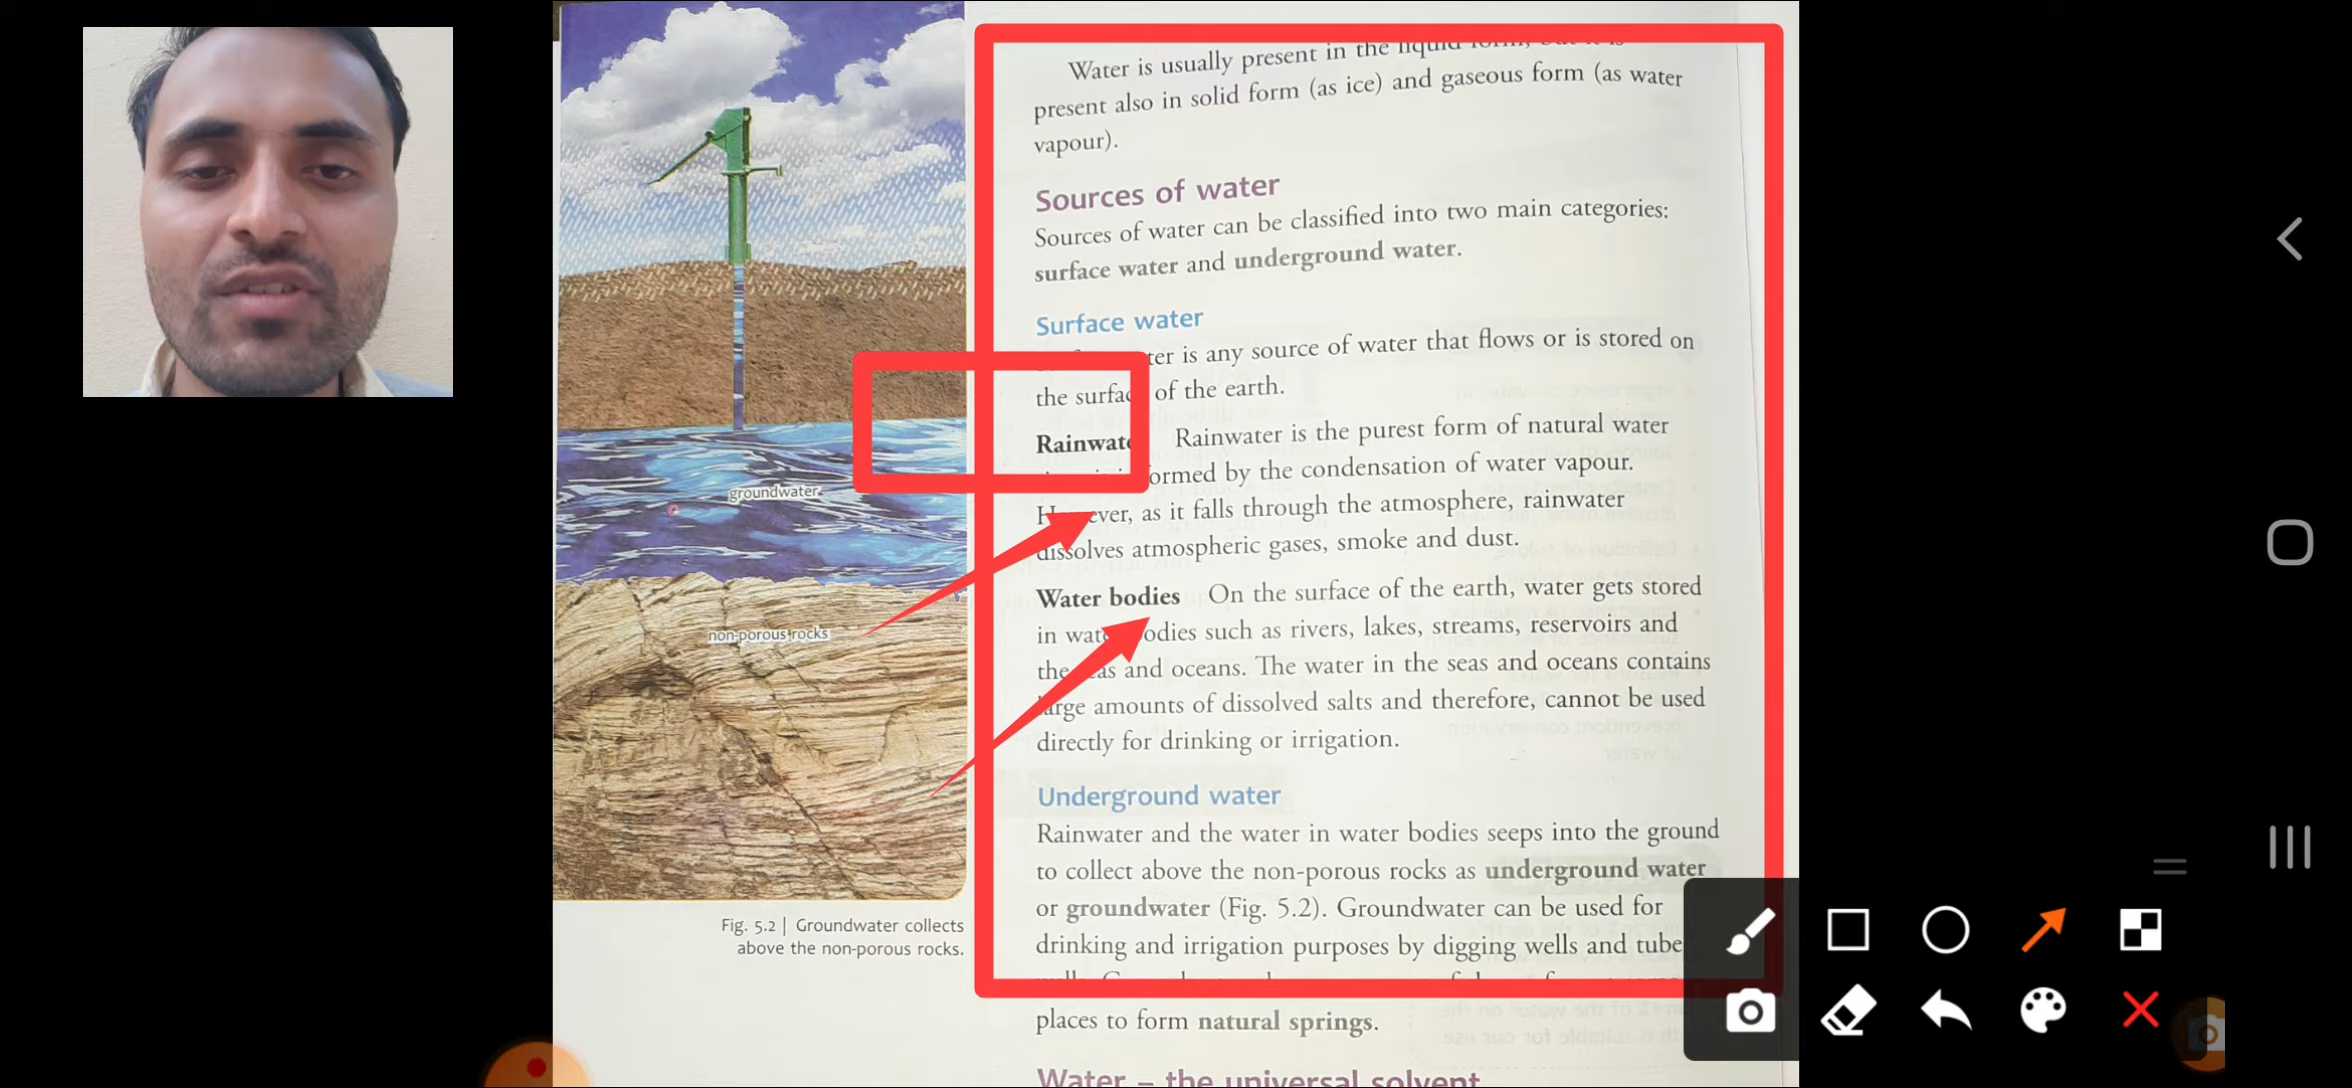 Water is usually present in the liquid form, but it is
present also in solid form (as ice) and gaseous form (as water
vapour).
Sources of water
Sources of water can be classified into two main categories:
surface water and underground water.
Surface water
ter is any source of water that flows or is stored on
the surfac of the earth.
Rainwate Rainwater is the purest form of natural water
ormed by the condensation of water vapour.
H ever, as it falls through the atmosphere, rainwater
dissolves atmospheric gases, smoke and dust.
Water bodies On the surface of the earth, water gets stored
in wat odies such as rivers, lakes, streams, reservoirs and
the as and oceans. The water in the seas and oceans contains
large amounts of dissolved salts and therefore, cannot be used
directly for drinking or irrigation.
Underground water
Rainwater and the water in water bodies seeps into the ground
to collect above the non-porous rocks as underground water
or groundwater (Fig. 5.2). Groundwater can be used for
drinking and irrigation purposes by digging wells and tube
places to form natural springs.
Water – the universal solvent
groundwater
non-porous rocks
Fig. 5.2 | Groundwater collects
above the non-porous rocks.